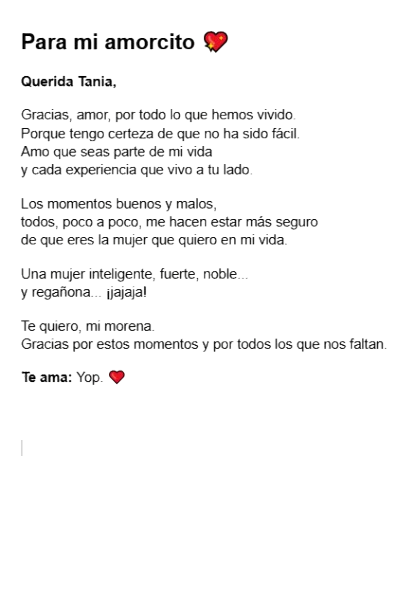 Para mi amorcito 💘
Querida Tania,
Gracias, amor, por todo lo que hemos vivido.
Porque tengo certeza de que no ha sido fácil.
Amo que seas parte de mi vida
y cada experiencia que vivo a tu lado.
Los momentos buenos y malos,
todos, poco a poco, me hacen estar más seguro
de que eres la mujer que quiero en mi vida.
Una mujer inteligente, fuerte, noble...
y regañona... ¡jajaja!
Te quiero, mi morena.
Gracias por estos momentos y por todos los que nos faltan.
Te ama: Yop. ❤️